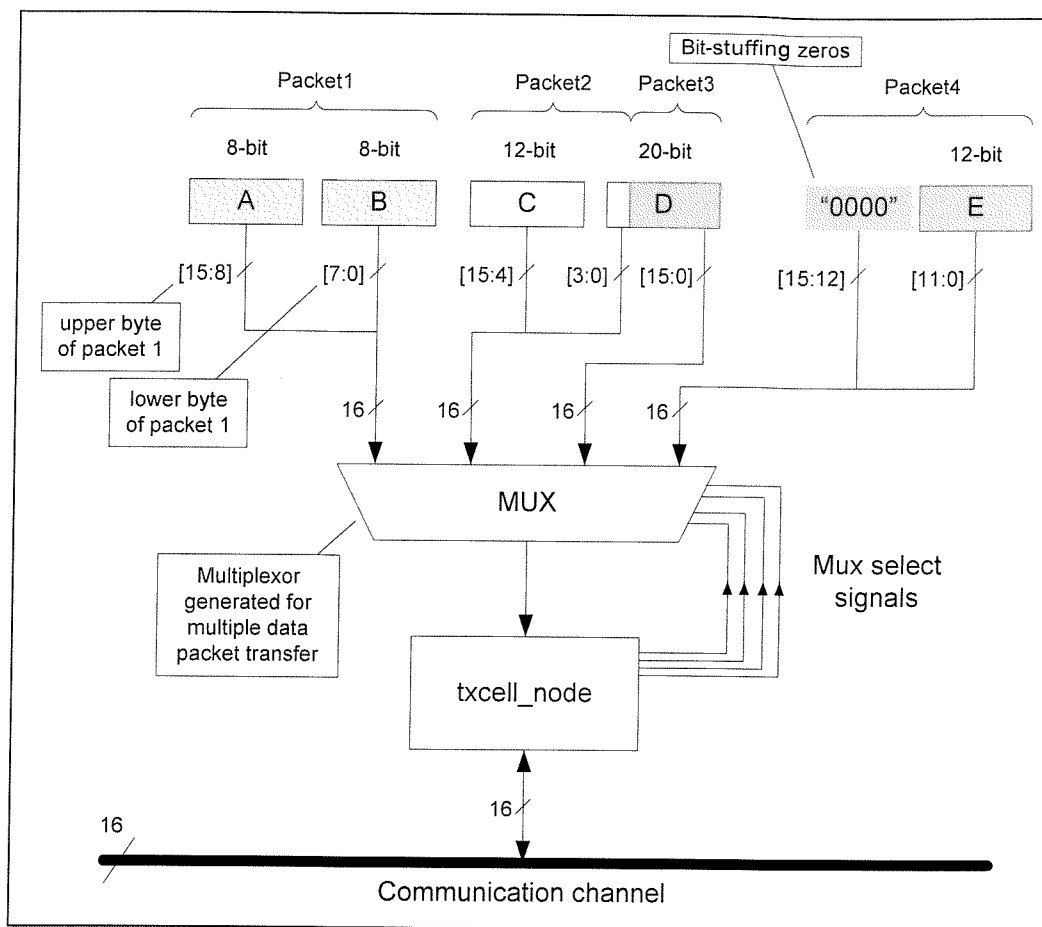 Bit-stuffing zeros
Packet1
Packet2
Packet3
Packet4
8-bit
8-bit
12-bit
20-bit
12-bit
A
B
C
D
"0000"
E
[15:8]
[7:0]
[15:4]
[3:0]
[15:0]
[15:12]
[11:0]
upper byte
of packet 1
lower byte
of packet 1
16
16
16
16
MUX
Multiplexor
generated for
multiple data
packet transfer
Mux select
signals
txcell_node
16
16
Communication channel